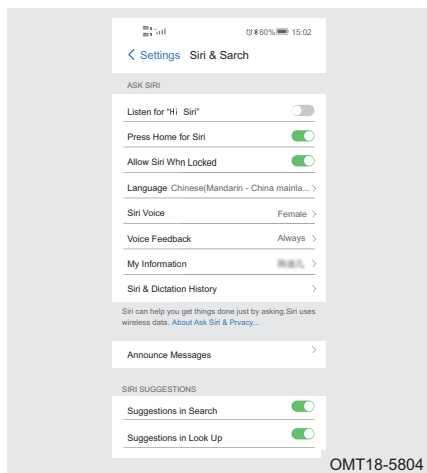 60% 15:02
Settings Siri & Sarch
ASK SIRI
Listen for "Hi Siri"
Press Home for Siri
Allow Siri Whn Locked
Language Chinese(Mandarin - China mainla...
Siri Voice Female
Voice Feedback Always
My Information
Siri & Dictation History
Siri can help you get things done just by asking.Siri uses
wireless data. About Ask Siri & Prvacy...
Announce Messages
SIRI SUGGESTIONS
Suggestions in Search
Suggestions in Look Up
OMT18-5804